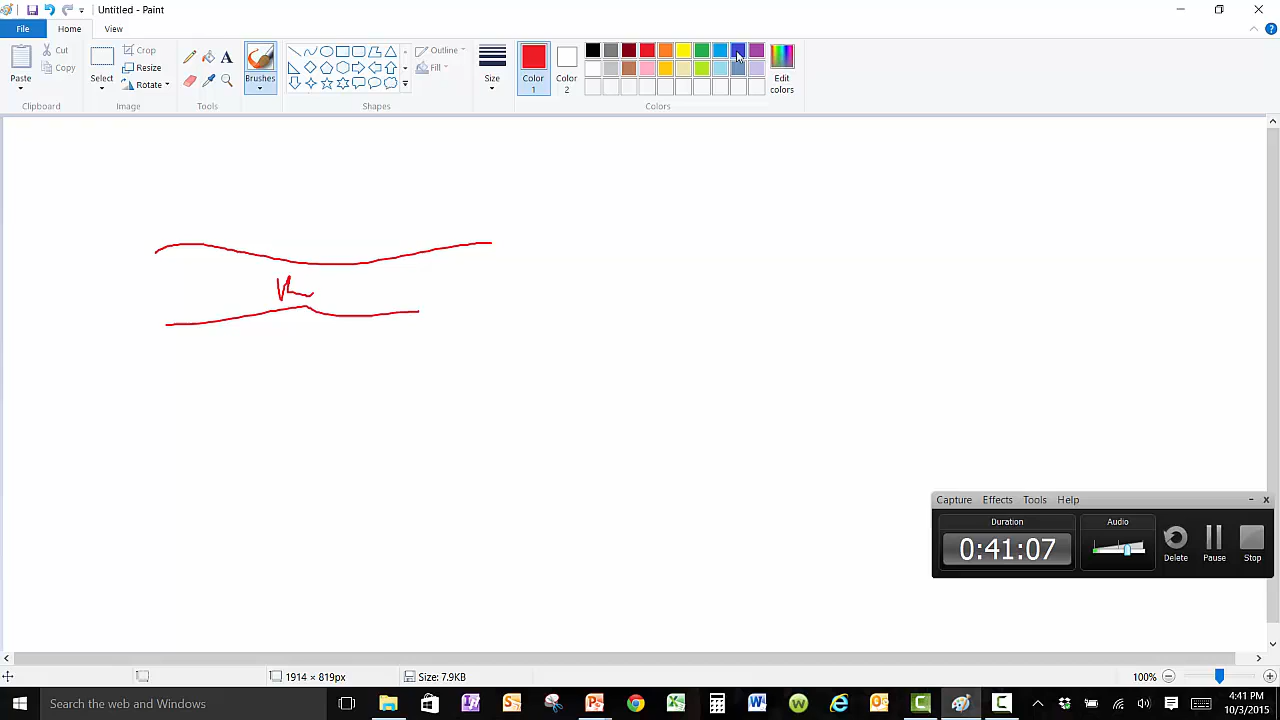 Untitled - Paint
File Home View
Paste
Cut
Copy
Clipboard
Select
Crop
Resize
Rotate
Image
A
Tools
Brushes
Shapes
Outline
Fill
Size
Color 1
Color 2
Colors
Edit colors
Capture Effects Tools Help
Duration
0:41:07
Audio
Delete Pause Stop
1914 × 819px
Size: 7.9KB
100%
Search the web and Windows
4:41 PM
10/3/2015